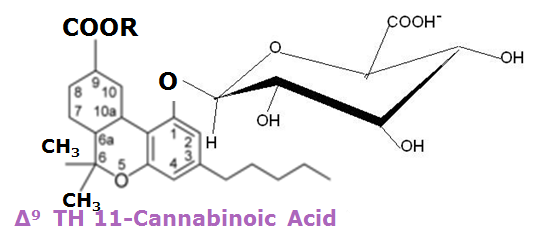 COOR
COOH-
O
O
OH
9
8
10
7
10a
OH
H
OH
1
2
3
4
CH3
6a
6
5
O
CH3
Δ9 TH 11-Cannabinoic Acid